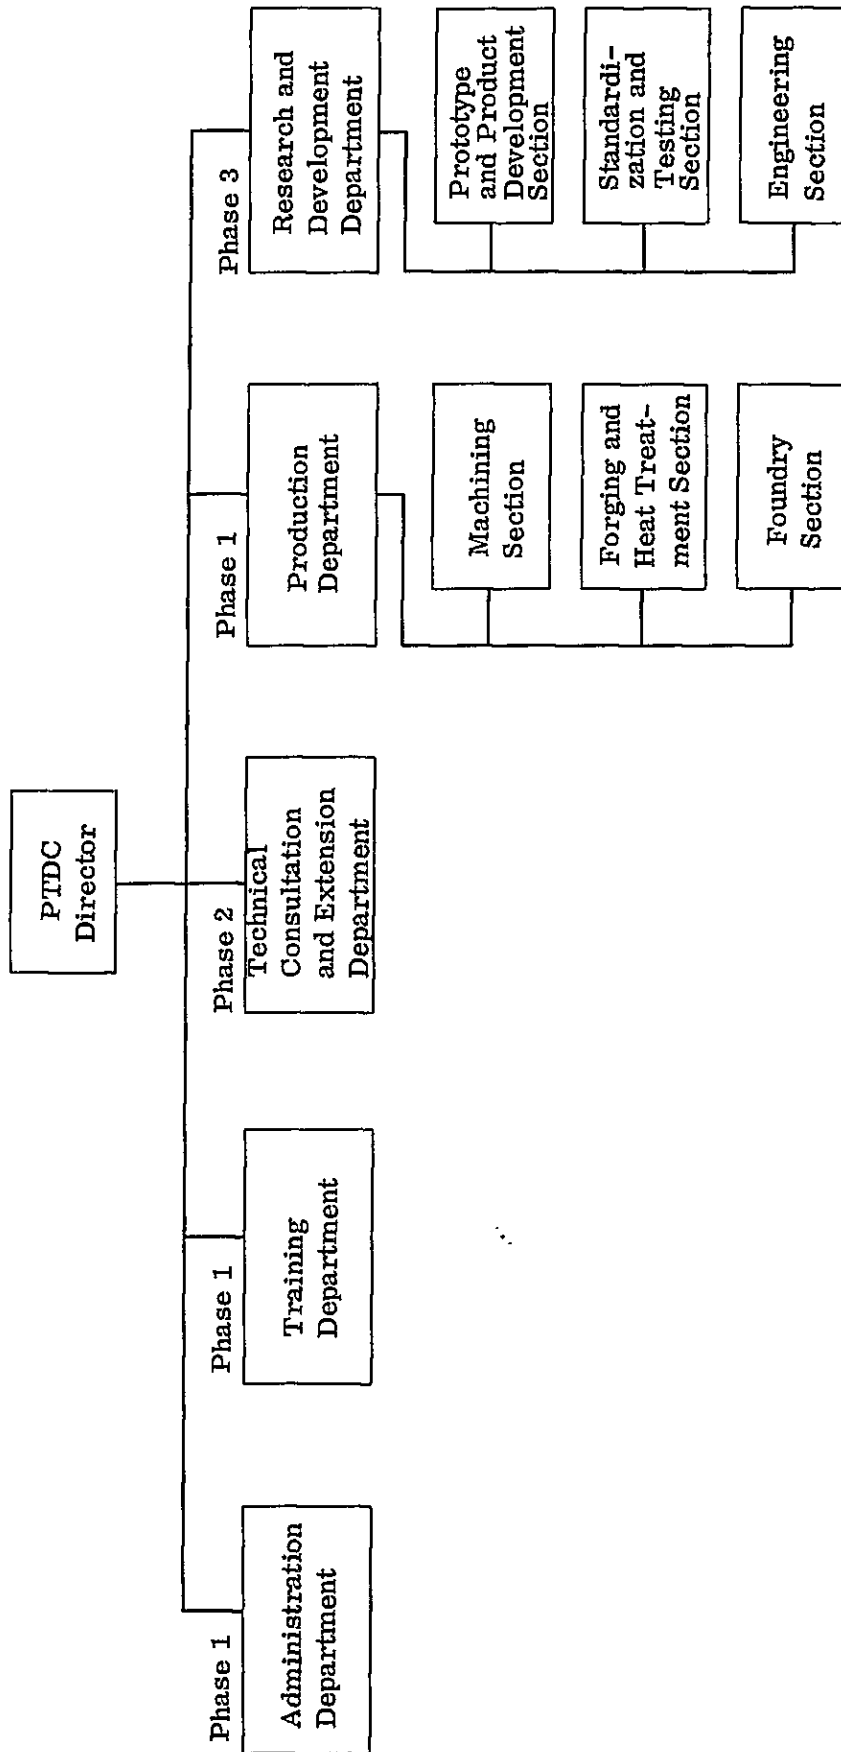 PTDC
Director
Phase 1
Administration
Department
Phase 1
Training
Department
Phase 2
Technical
Consultation
and Extension
Department
Phase 1
Production
Department
Machining
Section
Forging and
Heat Treat-
ment Section
Foundry
Section
Phase 3
Research and
Development
Department
Prototype
and Product
Development
Section
Standardi-
zation and
Testing
Section
Engineering
Section